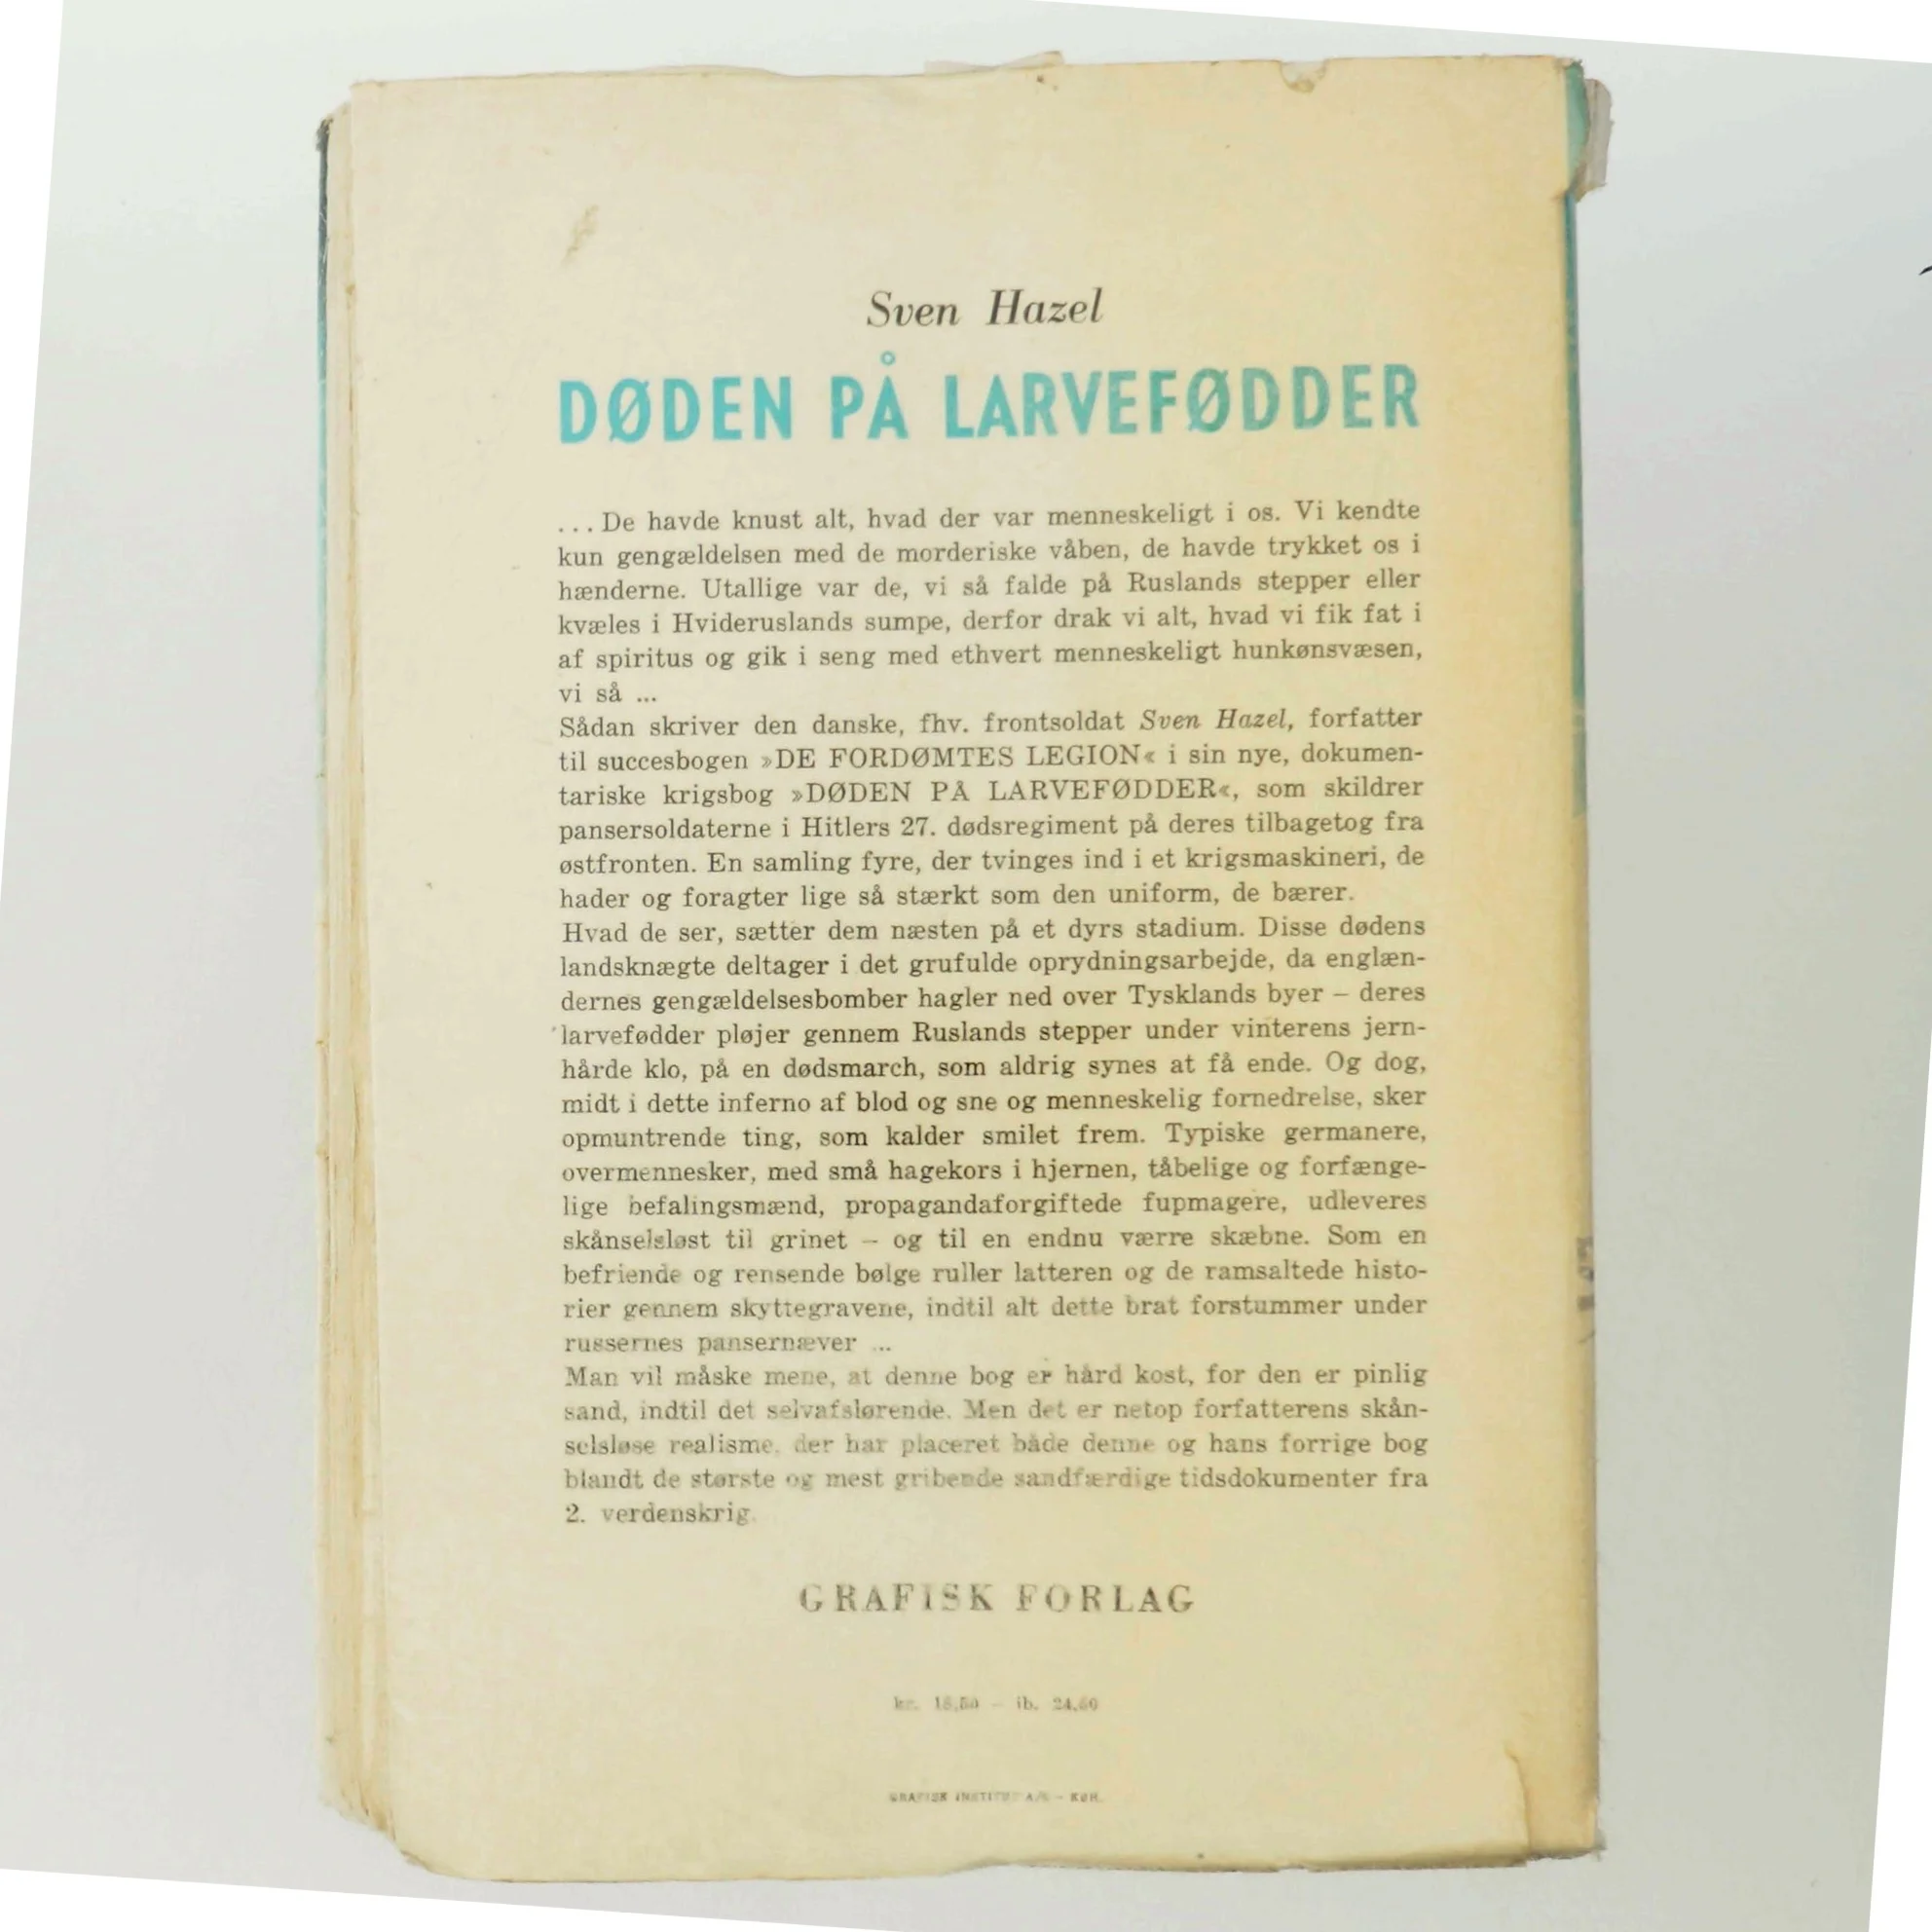 Sven Hazel
DØDEN PÅ LARVEFØDDER
... De havde knust alt, hvad der var menneskeligt i os. Vi kendte
kun gengældelsen med de morderiske våben, de havde trykket os i
hænderne. Utallige var de, vi så falde på Ruslands stepper eller
kvæles i Hvideruslands sumpe, derfor drak vi alt, hvad vi fik fat i
af spiritus og gik i seng med ethvert menneskeligt hunkønsvæsen,
vi så ...
Sådan skriver den danske, fhv. frontsoldat Sven Hazel, forfatter
til succesbogen »DE FORDØMTES LEGION« i sin nye, dokumen-
tariske krigsbog »DØDEN PÅ LARVEFØDDER«, som skildrer
pansersoldaterne i Hitlers 27. dødsregiment på deres tilbagetog fra
østfronten. En samling fyre, der tvinges ind i et krigsmaskineri, de
hader og foragter lige så stærkt som den uniform, de bærer.
Hvad de ser, sætter dem næsten på et dyrs stadium. Disse dødens
landsknægte deltager i det grufulde oprydningsarbejde, da englæn-
dernes gengældelsesbomber hagler ned over Tysklands byer – deres
larvefødder pløjer gennem Ruslands stepper under vinterens jern-
hårde klo, på en dødsmarch, som aldrig synes at få ende. Og dog,
midt i dette inferno af blod og sne og menneskelig fornedrelse, sker
opmuntrende ting, som kalder smilet frem. Typiske germanere,
overmennesker, med små hagekors i hjernen, tåbelige og forfænge-
lige befalingsmænd, propagandaforgiftede fupmagere, udleveres
skånselsløst til grinet – og til en endnu værre skæbne. Som en
befriende og rensende bølge ruller latteren og de ramsaltede histo-
rier gennem skyttegravene, indtil alt dette brat forstummer under
russernes pansernæver ...
Man vil måske mene, at denne bog er hård kost, for den er pinlig
sand, indtil det selvafslørende. Men det er netop forfatterens skån-
selsløse realisme, der har placeret både denne og hans forrige bog
blandt de største og mest gribende sandfærdige tidsdokumenter fra
2. verdenskrig.
GRAFISK FORLAG
kr. 18,50 – ib. 24,50
GRAFISK INSTITUT A/S - KBH.